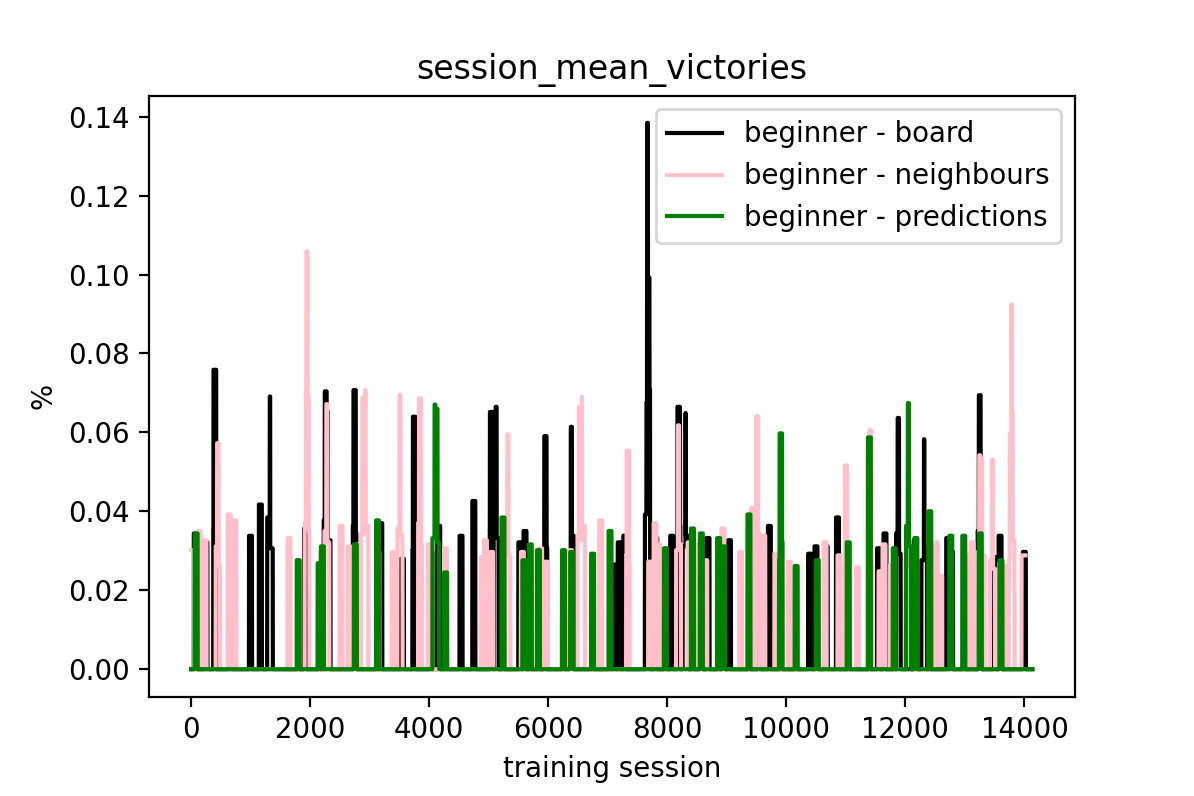 session_mean_victories
0.14
0.12
0.10
0.08
0.06
0.04
0.02
0.00
%
beginner - board
beginner - neighbours
beginner - predictions
0 2000 4000 6000 8000 10000 12000 14000
training session